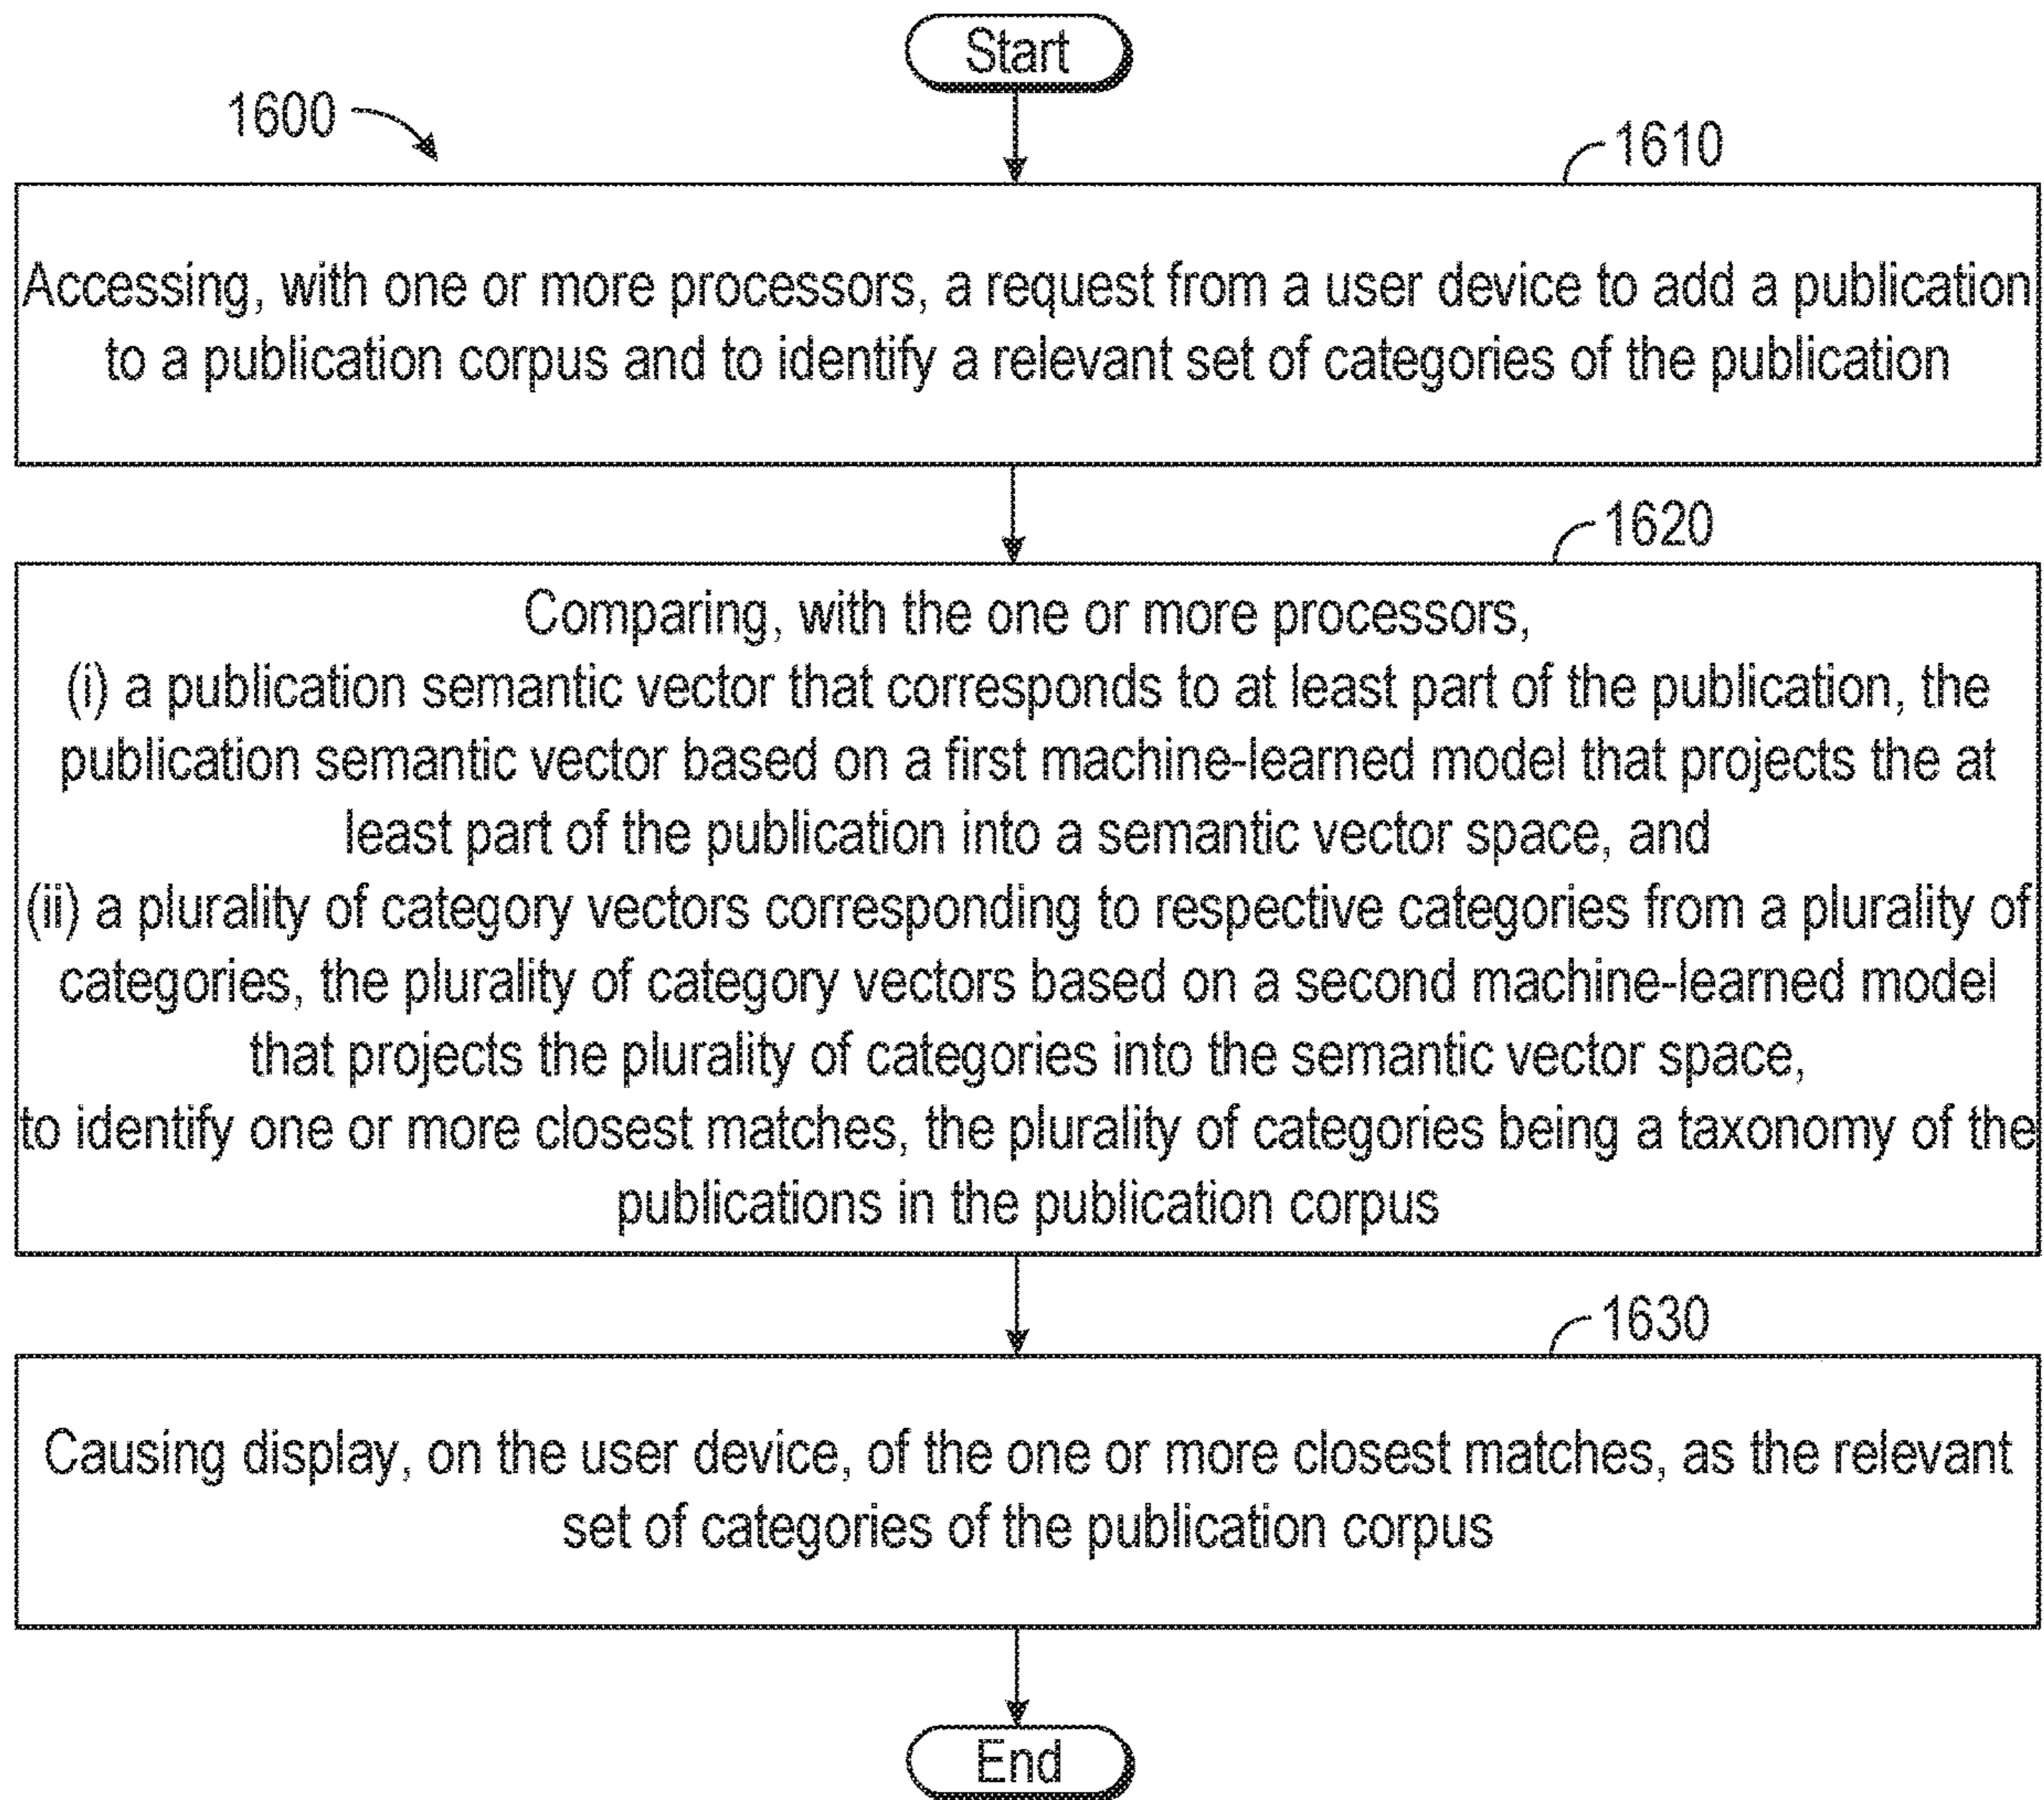 Start
1600
1610
Accessing, with one or more processors, a request from a user device to add a publication
to a publication corpus and to identify a relevant set of categories of the publication
1620
Comparing, with the one or more processors,
(i) a publication semantic vector that corresponds to at least part of the publication, the
publication semantic vector based on a first machine-learned model that projects the at
least part of the publication into a semantic vector space, and
(ii) a plurality of category vectors corresponding to respective categories from a plurality of
categories, the plurality of category vectors based on a second machine-learned model
that projects the plurality of categories into the semantic vector space,
to identify one or more closest matches, the plurality of categories being a taxonomy of the
publications in the publication corpus
1630
Causing display, on the user device, of the one or more closest matches, as the relevant
set of categories of the publication corpus
End